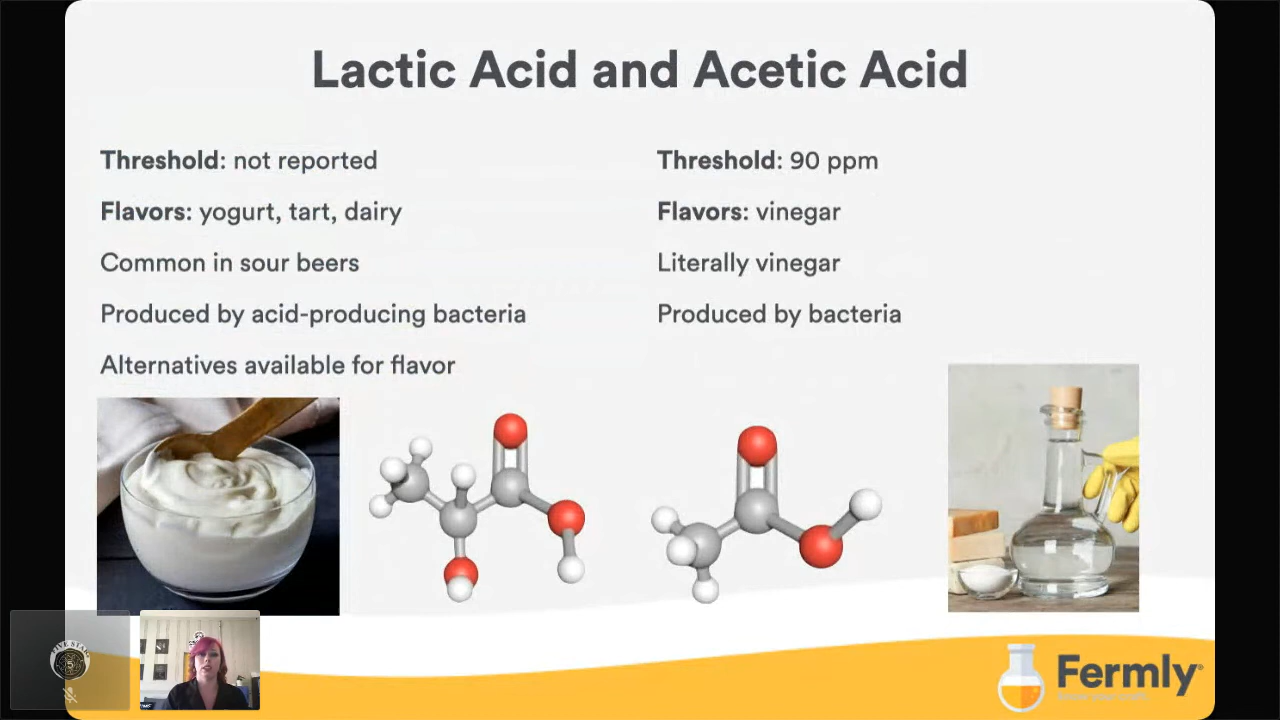 Lactic Acid and Acetic Acid
Threshold: not reported
Flavors: yogurt, tart, dairy
Common in sour beers
Produced by acid-producing bacteria
Alternatives available for flavor
Threshold: 90 ppm
Flavors: vinegar
Literally vinegar
Produced by bacteria
Fermly